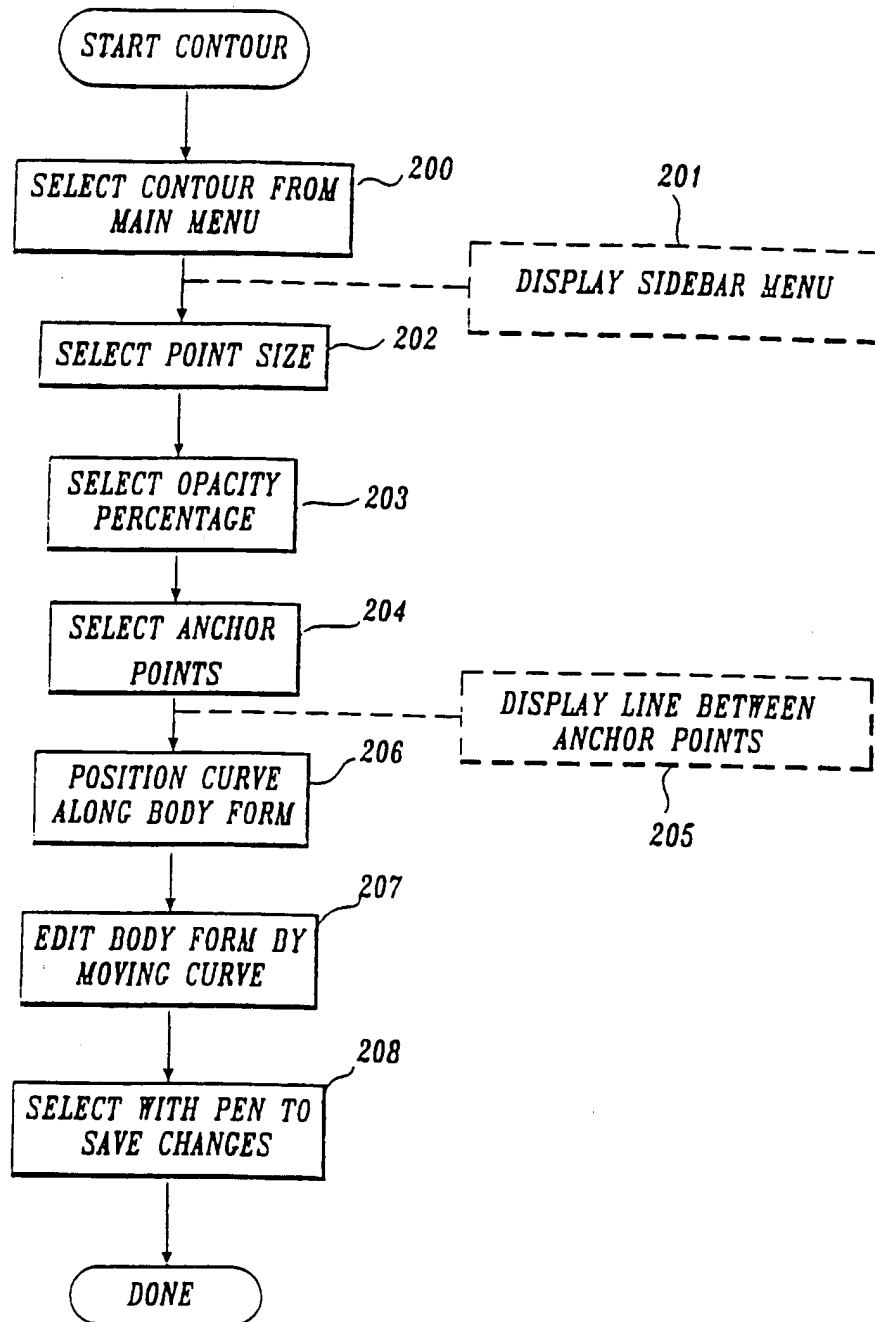 START CONTOUR
200
SELECT CONTOUR FROM
MAIN MENU
201
DISPLAY SIDEBAR MENU
202
SELECT POINT SIZE
SELECT OPACITY
PERCENTAGE
203
204
SELECT ANCHOR
POINTS
DISPLAY LINE BETWEEN
ANCHOR POINTS
205
206
POSITION CURVE
ALONG BODY FORM
207
EDIT BODY FORM BY
MOVING CURVE
208
SELECT WITH PEN TO
SAVE CHANGES
DONE